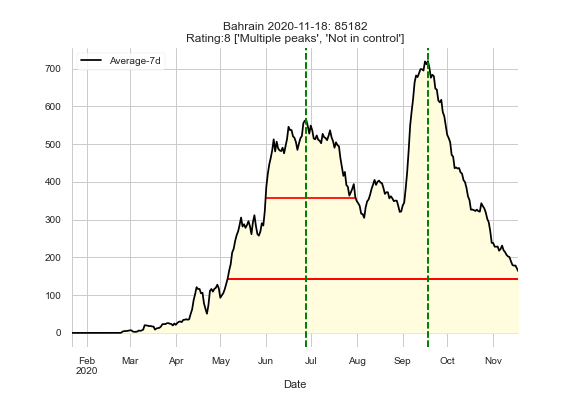 Bahrain 2020-11-18: 85182
Rating:8 ['Multiple peaks', 'Not in control']
Average-7d
700
600
500
400
300
200
100
0
Feb Mar Apr May Jun Jul Aug Sep Oct Nov
2020
Date